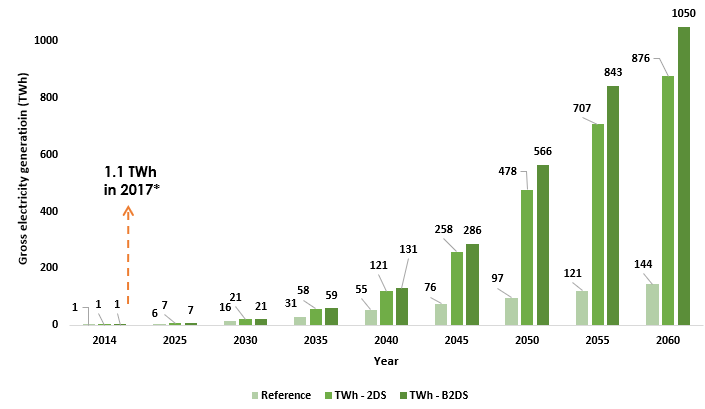 Gross electricity generatioin (TWh)
1000
800
600
400
200
0
1.1 TWh
in 2017*
1 1 1
6 7 7
16 21 21
31 58 59
55 121 131
76 258 286
97 478 566
121 707 843
144 876 1050
2014 2025 2030 2035 2040 2045 2050 2055 2060
Year
Reference TWh - 2DS TWh - B2DS